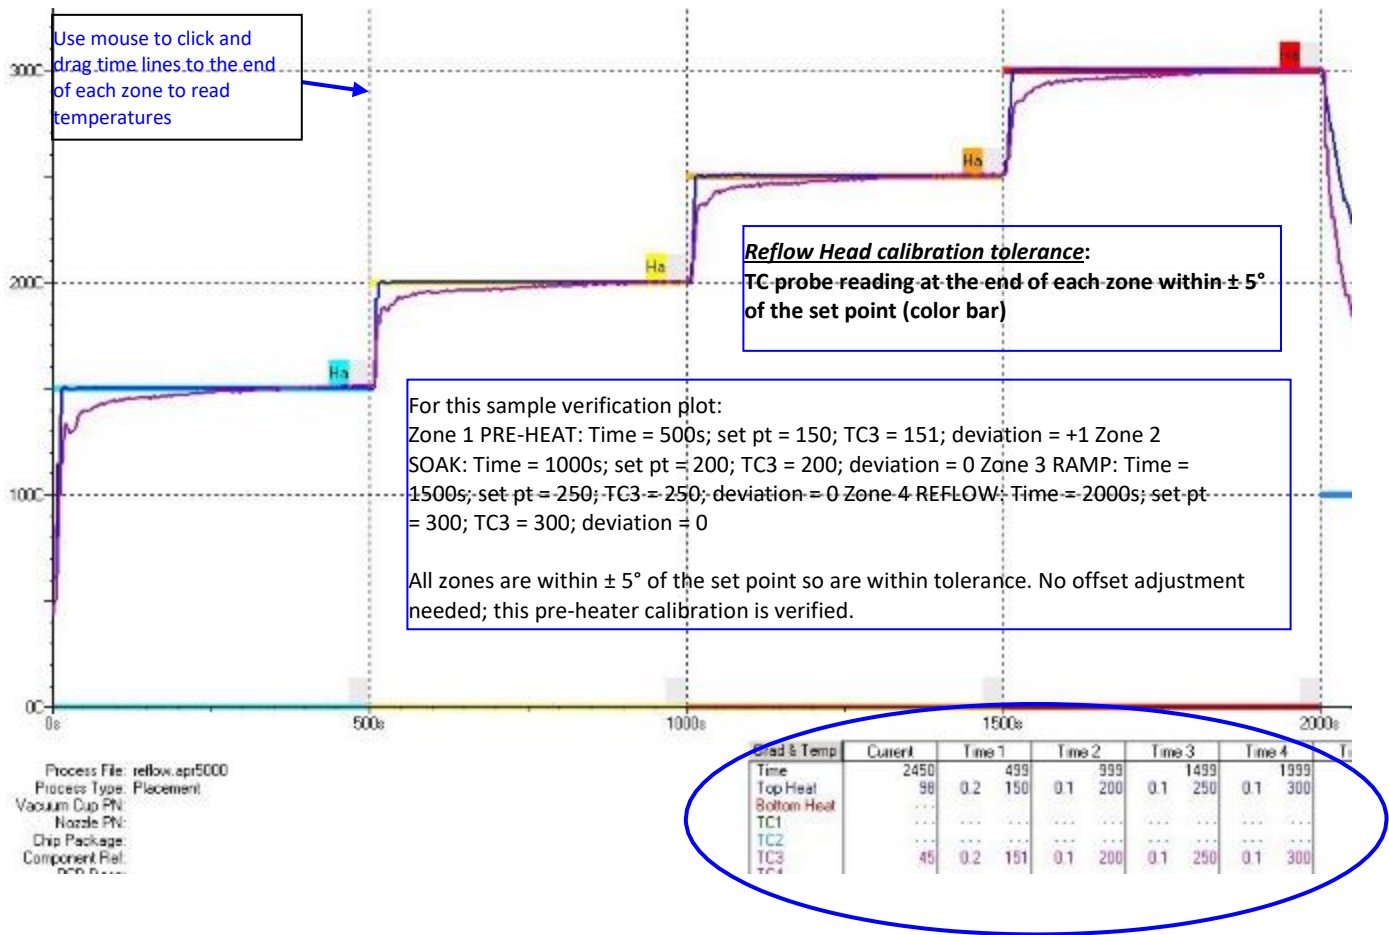 Use mouse to click and
drag time lines to the end
of each zone to read
temperatures
300C
Ha
Ha
Reflow Head calibration tolerance:
TC probe reading at the end of each zone within ± 5°
of the set point (color bar)
200C
Ha
Ha
For this sample verification plot:
Zone 1 PRE-HEAT: Time = 500s; set pt = 150; TC3 = 151; deviation = +1 Zone 2
SOAK: Time = 1000s; set pt = 200; TC3 = 200; deviation = 0 Zone 3 RAMP: Time =
1500s; set pt = 250; TC3 = 250; deviation = 0 Zone 4 REFLOW: Time = 2000s; set pt
= 300; TC3 = 300; deviation = 0
100C
All zones are within ± 5° of the set point so are within tolerance. No offset adjustment
needed; this pre-heater calibration is verified.
0C
0s 500s 1000s 1500s 2000s
Grad & Temp Current Time 1 Time 2 Time 3 Time 4
Time 2450 499 999 1499 1999
Top Heat 98 0.2 150 0.1 200 0.1 250 0.1 300
Bottom Heat ...
TC1 ... ... ... ... ... ... ... ... ...
TC2 ... ... ... ... ... ... ... ... ...
TC3 45 0.2 151 0.1 200 0.1 250 0.1 300
Process File: reflow.apr5000
Process Type: Placement
Vacuum Cup PN:
Nozzle PN:
Chip Package:
Component Ref: